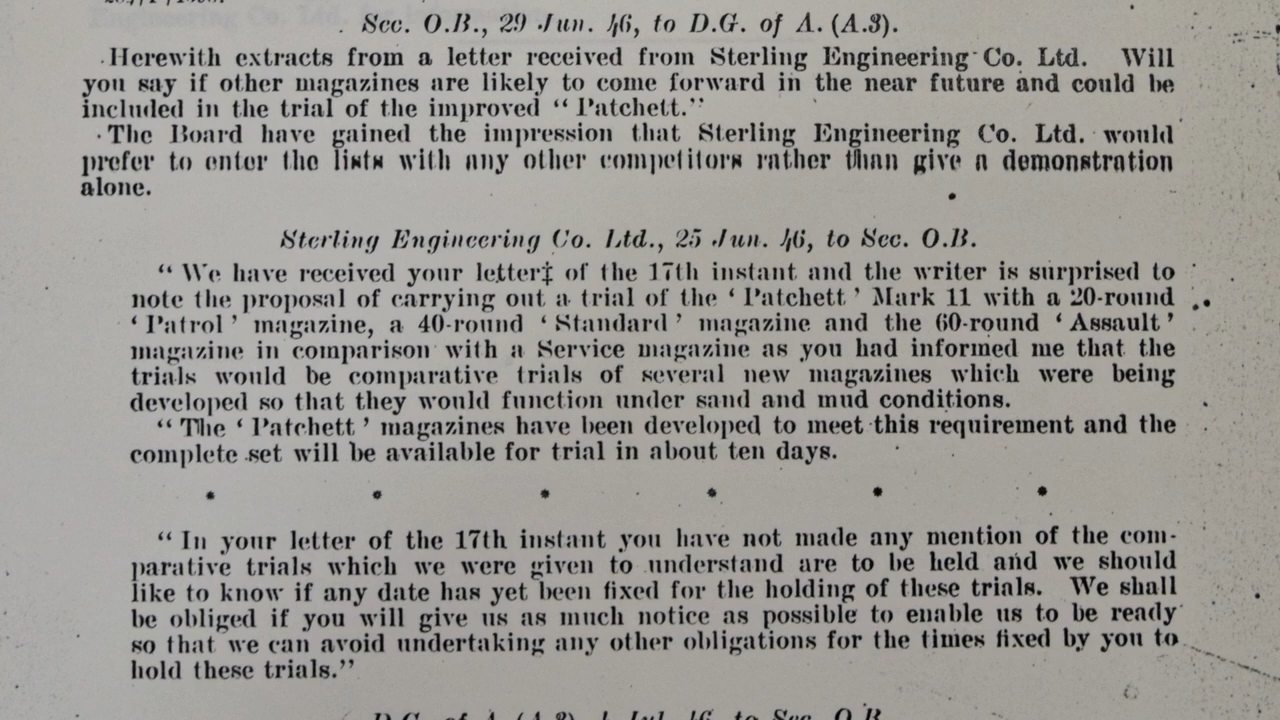 Sec. O.B., 29 Jun. 46, to D.G. of A. (A.3).
Herewith extracts from a letter received from Sterling Engineering Co. Ltd. Will
you say if other magazines are likely to come forward in the near future and could be
included in the trial of the improved “ Patchett.”
The Board have gained the impression that Sterling Engineering Co. Ltd. would
prefer to enter the lists with any other competitors rather than give a demonstration
alone.
Sterling Engineering Co. Ltd., 25 Jun. 46, to Sec. O.B.
“ We have received your letter‡ of the 17th instant and the writer is surprised to
note the proposal of carrying out a trial of the ‘ Patchett ’ Mark 11 with a 20-round
‘ Patrol ’ magazine, a 40-round ‘ Standard ’ magazine and the 60-round ‘ Assault ’
magazine in comparison with a Service magazine as you had informed me that the
trials would be comparative trials of several new magazines which were being
developed so that they would function under sand and mud conditions.
“ The ‘ Patchett ’ magazines have been developed to meet this requirement and the
complete set will be available for trial in about ten days.
* * * * * *
“ In your letter of the 17th instant you have not made any mention of the com-
parative trials which we were given to understand are to be held and we should
like to know if any date has yet been fixed for the holding of these trials. We shall
be obliged if you will give us as much notice as possible to enable us to be ready
so that we can avoid undertaking any other obligations for the times fixed by you to
hold these trials.”
D.G. of A. (A.3), 1 Jul. 46, to Sec. O.B.